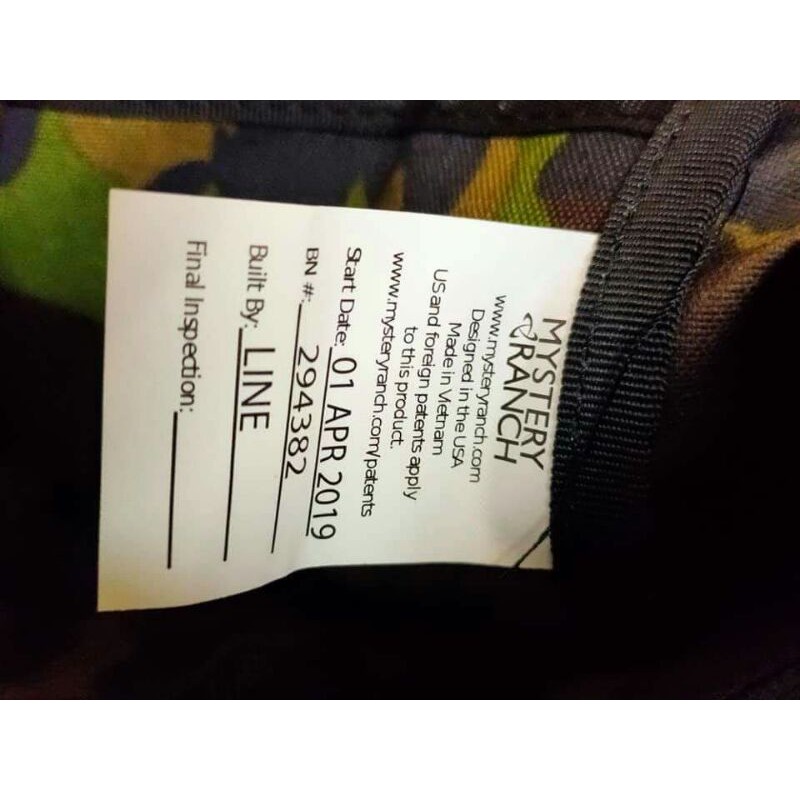 MYSTERY
RANCH
www.mysteryranch.com
Designed in the USA
Made in Vietnam
US and foreign patents apply
to this product.
www.mysteryranch.com/patents
Start Date: 01 APR 2019
BN #: 294382
Built By: LINE
Final Inspection: